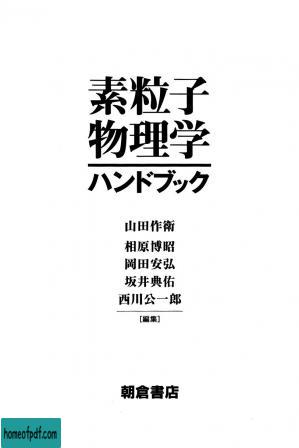 素粒子
物理学
ハンドブック
山田作衛
相原博昭
岡田安弘
坂井典佑
西川公一郎
[編集]
朝倉書店
homeofpdf.com